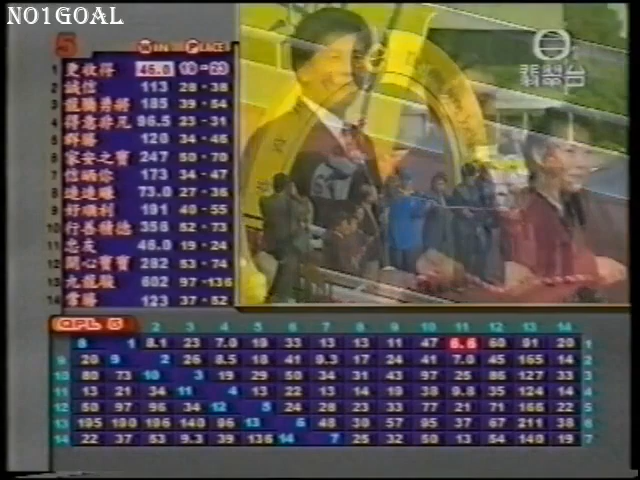 NO1GOAL
翡翠台
5 WIN PLACE
1 更收得 46.0 19-23
2 誠信 113 28-38
3 龍騰勇將 185 39-54
4 得意非凡 96.5 23-31
5 群勝 120 34-46
6 家安之寶 247 50-70
7 信晒你 173 34-47
8 達達賺 73.0 27-36
9 好順利 191 40-55
10 行善積德 356 52-73
11 忠友 46.0 19-24
12 開心寶寶 282 53-74
13 九龍駿 602 97-136
14 常勝 123 37-52
QPL 5 2 3 4 5 6 7 8 9 10 11 12 13 14
8 1 8.1 23 7.0 19 33 13 13 11 47 6.6 60 91 20 1
9 20 9 2 26 8.5 18 41 9.3 17 24 41 7.0 45 165 14 2
10 80 73 10 3 19 29 50 34 31 43 97 25 86 127 33 3
11 13 21 34 11 4 13 22 13 14 19 38 9.8 35 124 14 4
12 50 97 96 34 12 5 24 28 23 33 77 21 71 166 22 5
13 195 190 196 140 96 13 6 48 30 57 95 37 67 211 38 6
14 22 37 53 9.3 39 136 14 7 25 32 50 13 54 140 19 7